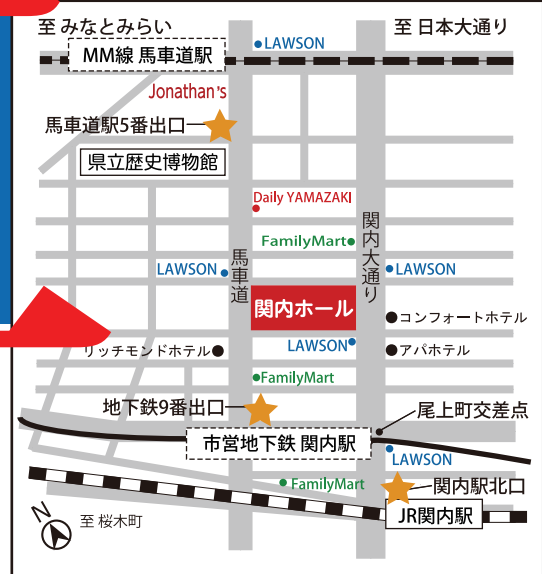 至 みなとみらい
至 日本大通り
LAWSON
MM線 馬車道駅
Jonathan's
馬車道駅5番出口
県立歴史博物館
Daily YAMAZAKI
FamilyMart
関内大通り
馬車道
LAWSON
LAWSON
関内ホール
コンフォートホテル
LAWSON
アパホテル
リッチモンドホテル
FamilyMart
地下鉄9番出口
尾上町交差点
市営地下鉄 関内駅
LAWSON
FamilyMart
関内駅北口
N
至 桜木町
JR関内駅